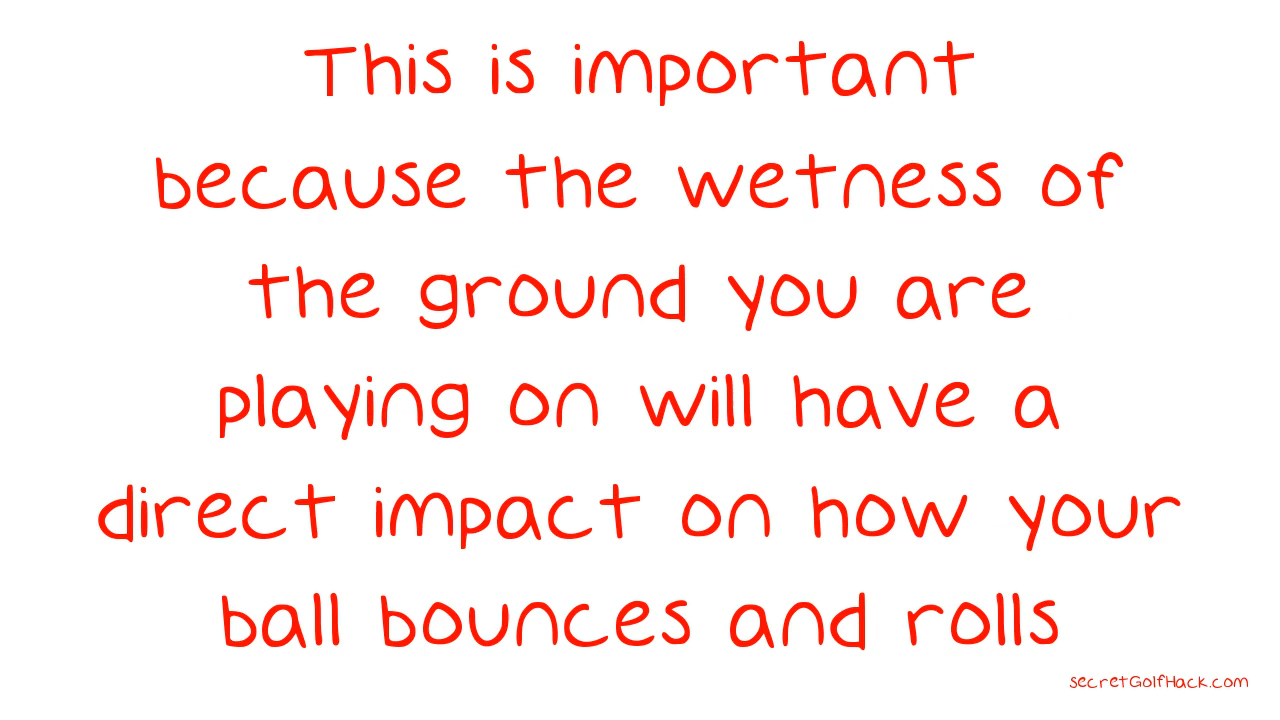 This is important
because the wetness of
the ground you are
playing on will have a
direct impact on how your
ball bounces and rolls
secretGolfHack.com